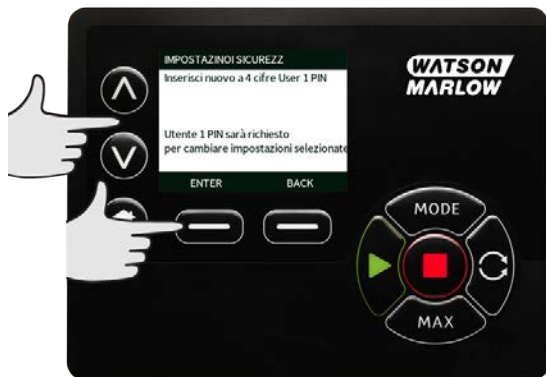 IMPOSTAZINOI SICUREZZ
Inserisci nuovo a 4 cifre User 1 PIN
Utente 1 PIN sarà richiesto
per cambiare impostazioni selezionate
ENTER BACK
WATSON
MARLOW
MODE
MAX